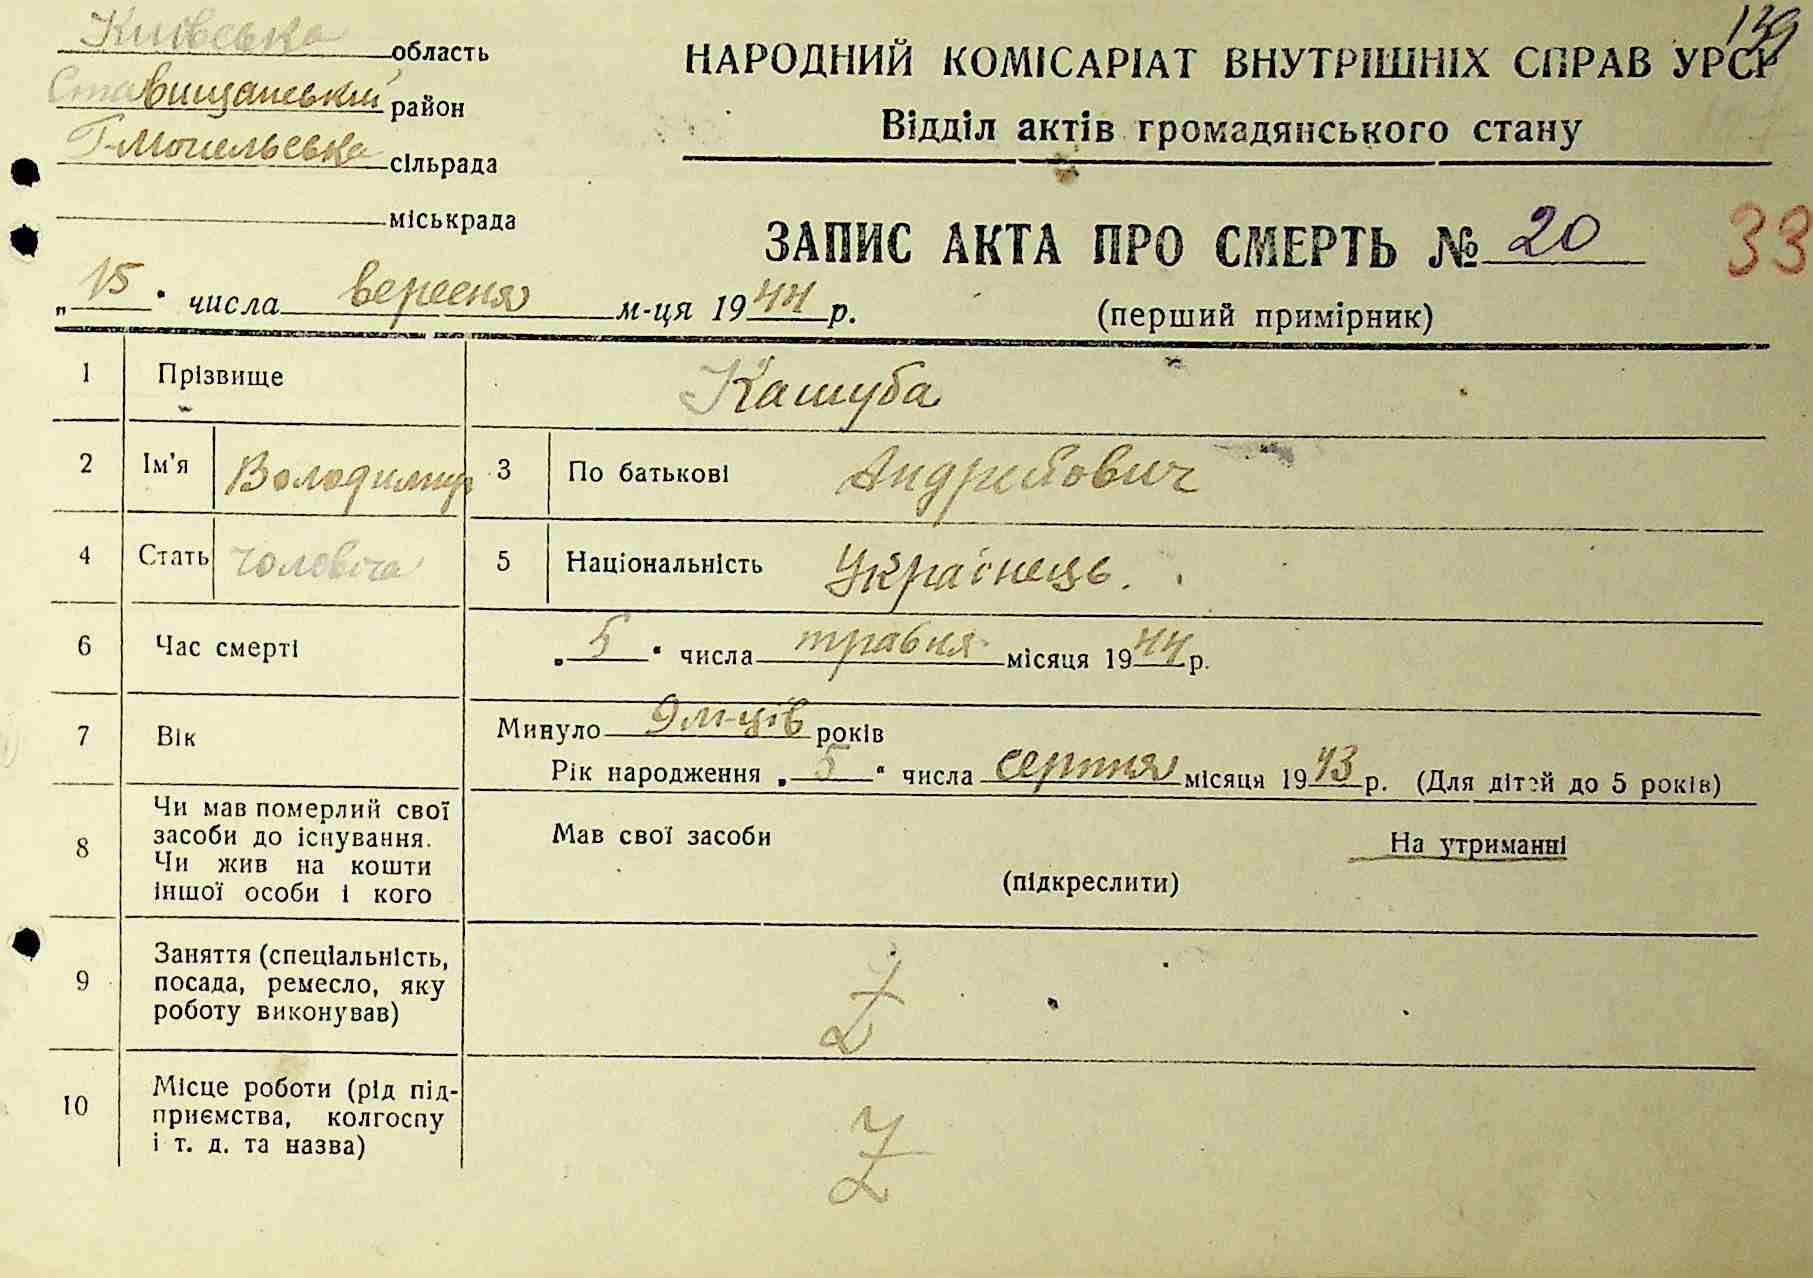 139
Київська область
НАРОДНИЙ КОМІСАРІАТ ВНУТРІШНІХ СПРАВ УРСР
Ставищанський район
Відділ актів громадянського стану
сільрада
міськрада
ЗАПИС АКТА ПРО СМЕРТЬ № 20
33
„ 15 " числа вересня м-ця 1944 р.
(перший примірник)
1 Прізвище Кашуба
2 Ім'я Володимир 3 По батькові Андрійович
4 Стать чоловіча 5 Національність Українець.
6 Час смерті „ 5 " числа травня місяця 1944 р.
7 Вік Минуло 9 м-ців років
Рік народження „ 5 " числа серпня місяця 1943 р. (Для дітей до 5 років)
8 Чи мав померлий свої
засоби до існування.
Чи жив на кошти
іншої особи і кого
Мав свої засоби На утриманні
(підкреслити)
9 Заняття (спеціальність,
посада, ремесло, яку
роботу виконував)
10 Місце роботи (рід під-
приємства, колгоспу
і т. д. та назва)